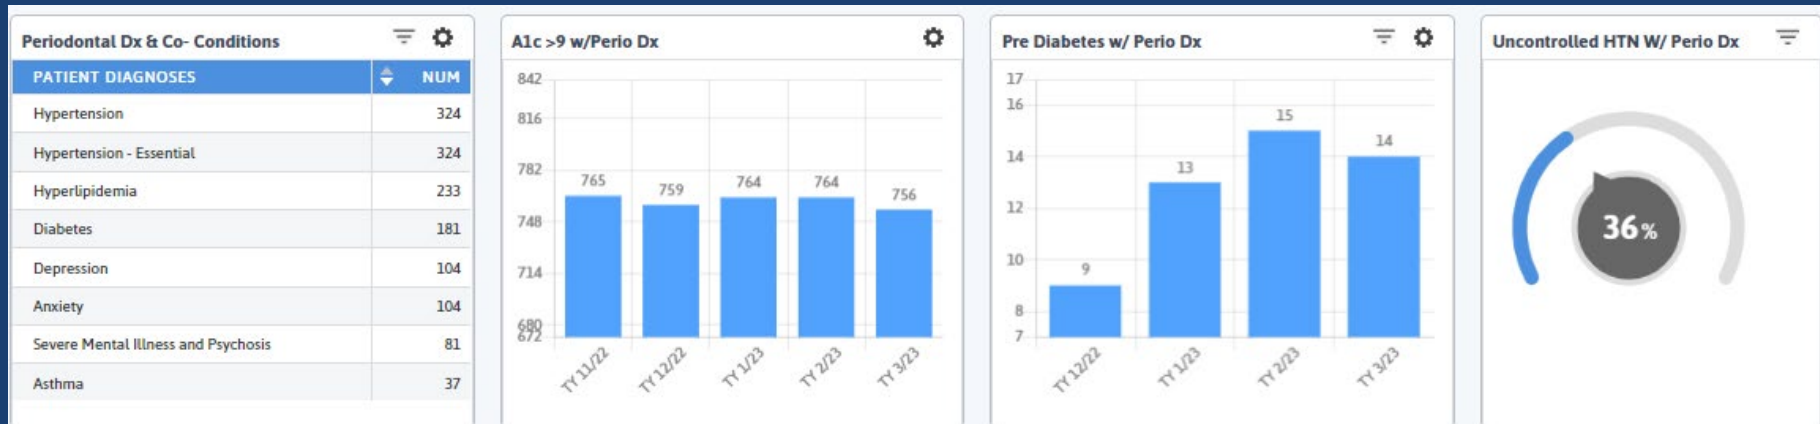 Periodontal Dx & Co- Conditions
PATIENT DIAGNOSES NUM
Hypertension 324
Hypertension - Essential 324
Hyperlipidemia 233
Diabetes 181
Depression 104
Anxiety 104
Severe Mental Illness and Psychosis 81
Asthma 37
A1c >9 w/Perio Dx
842
816
782
748
714
680
672
765
759
764
764
756
TY 11/22
TY 12/22
TY 1/23
TY 2/23
TY 3/23
Pre Diabetes w/ Perio Dx
17
16
14
12
10
8
7
9
13
15
14
TY 12/22
TY 1/23
TY 2/23
TY 3/23
Uncontrolled HTN W/ Perio Dx
36%